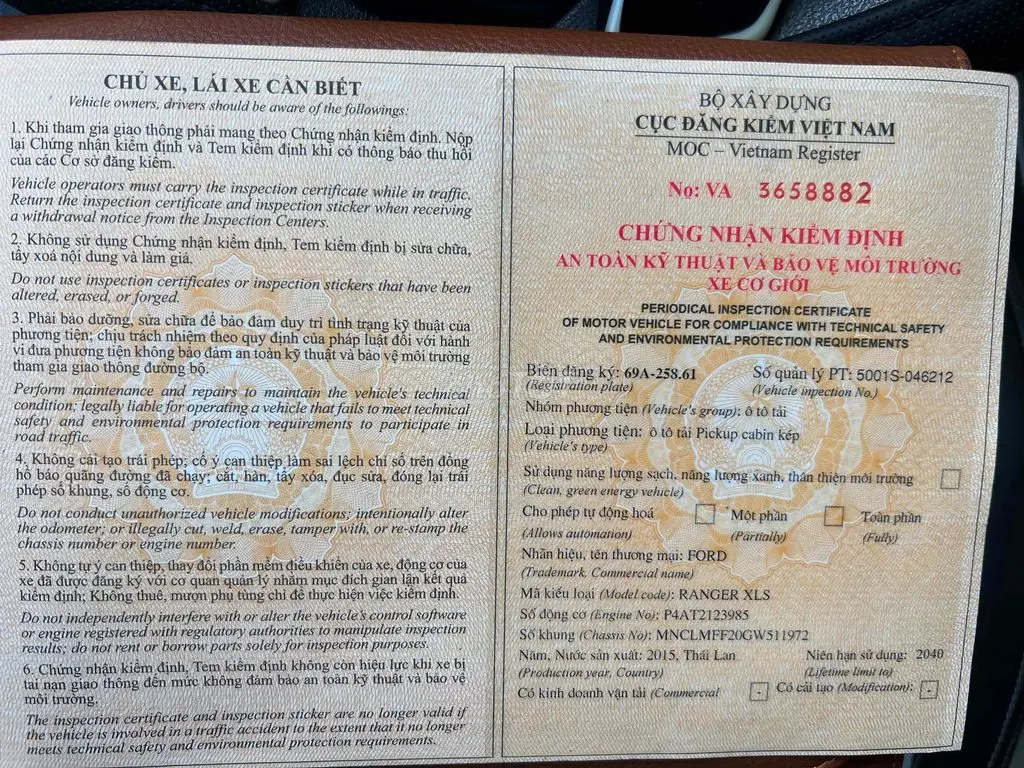 CHỦ XE, LÁI XE CẦN BIẾT
Vehicle owners, drivers should be aware of the followings:
1. Khi tham gia giao thông phải mang theo Chứng nhận kiểm định. Nộp
lại Chứng nhận kiểm định và Tem kiểm định khi có thông báo thu hồi
của các Cơ sở đăng kiểm.
Vehicle operators must carry the inspection certificate while in traffic.
Return the inspection certificate and inspection sticker when receiving
a withdrawal notice from the Inspection Centers.
2. Không sử dụng Chứng nhận kiểm định, Tem kiểm định bị sửa chữa,
tẩy xoá nội dung và làm giả.
Do not use inspection certificates or inspection stickers that have been
altered, erased, or forged.
3. Phải bảo dưỡng, sửa chữa để bảo đảm duy trì tình trạng kỹ thuật của
phương tiện; chịu trách nhiệm theo quy định của pháp luật đối với hành
vi đưa phương tiện không bảo đảm an toàn kỹ thuật và bảo vệ môi trường
tham gia giao thông đường bộ.
Perform maintenance and repairs to maintain the vehicle's technical
condition; legally liable for operating a vehicle that fails to meet technical
safety and environmental protection requirements to participate in
road traffic.
4. Không cải tạo trái phép; cố ý can thiệp làm sai lệch chỉ số trên đồng
hồ báo quãng đường đã chạy; cắt, hàn, tẩy xóa, đục sửa, đóng lại trái
phép số khung, số động cơ.
Do not conduct unauthorized vehicle modifications; intentionally alter
the odometer; or illegally cut, weld, erase, tamper with, or re-stamp the
chassis number or engine number.
5. Không tự ý can thiệp, thay đổi phần mềm điều khiển của xe, động cơ của
xe đã được đăng ký với cơ quan quản lý nhằm mục đích gian lận kết quả
kiểm định; Không thuê, mượn phụ tùng chỉ để thực hiện việc kiểm định.
Do not independently interfere with or alter the vehicle's control software
or engine registered with regulatory authorities to manipulate inspection
results; do not rent or borrow parts solely for inspection purposes.
6. Chứng nhận kiểm định, Tem kiểm định không còn hiệu lực khi xe bị
tai nạn giao thông đến mức không đảm bảo an toàn kỹ thuật và bảo vệ
môi trường.
The inspection certificate and inspection sticker are no longer valid if
the vehicle is involved in a traffic accident to the extent that it no longer
meets technical safety and environmental protection requirements.
BỘ XÂY DỰNG
CỤC ĐĂNG KIỂM VIỆT NAM
MOC – Vietnam Register
No: VA 3658882
CHỨNG NHẬN KIỂM ĐỊNH
AN TOÀN KỸ THUẬT VÀ BẢO VỆ MÔI TRƯỜNG
XE CƠ GIỚI
PERIODICAL INSPECTION CERTIFICATE
OF MOTOR VEHICLE FOR COMPLIANCE WITH TECHNICAL SAFETY
AND ENVIRONMENTAL PROTECTION REQUIREMENTS
Biển đăng ký: 69A-258.61 Số quản lý PT: 5001S-046212
(Registration plate) (Vehicle inpection No.)
Nhóm phương tiện (Vehicle's group): ô tô tải
Loại phương tiện: ô tô tải Pickup cabin kép
(Vehicle's type)
Sử dụng năng lượng sạch, năng lượng xanh, thân thiện môi trường
(Clean, green energy vehicle)
Cho phép tự động hoá Một phần Toàn phần
(Allows automation) (Partially) (Fully)
Nhãn hiệu, tên thương mại: FORD
(Trademark, Commercial name)
Mã kiểu loại (Model code): RANGER XLS
Số động cơ (Engine No): P4AT2123985
Số khung (Chassis No): MNCLMFF20GW511972
Năm, Nước sản xuất: 2015, Thái Lan Niên hạn sử dụng: 2040
(Production year, Country) (Lifetime limit to)
Có kinh doanh vận tải (Commercial - Có cải tạo (Modification): -